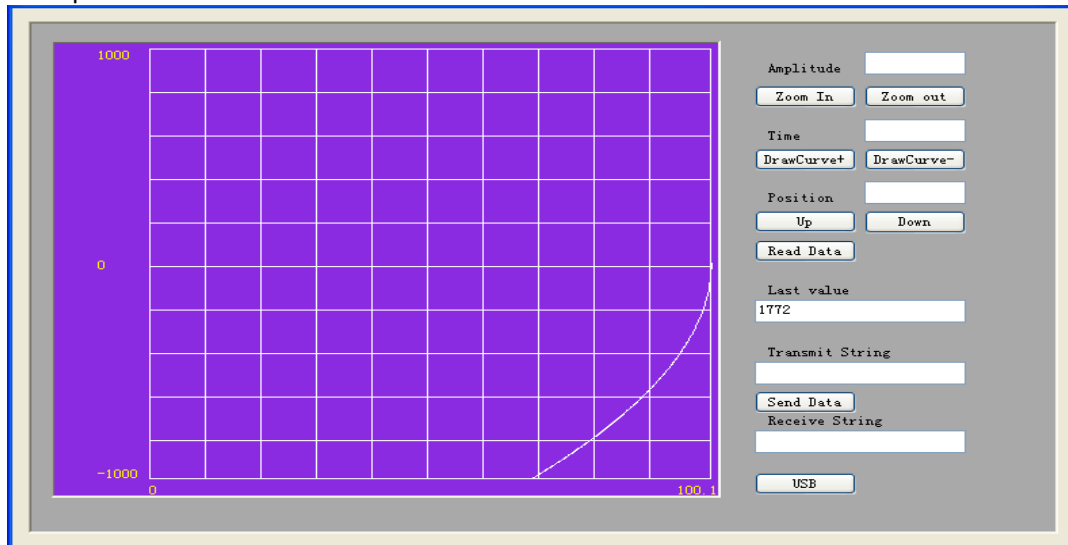 1000
0
-1000
0
100.1
Amplitude
Zoom In
Zoom out
Time
DrawCurve+
DrawCurve-
Position
Up
Down
Read Data
Last value
1772
Transmit String
Send Data
Receive String
USB